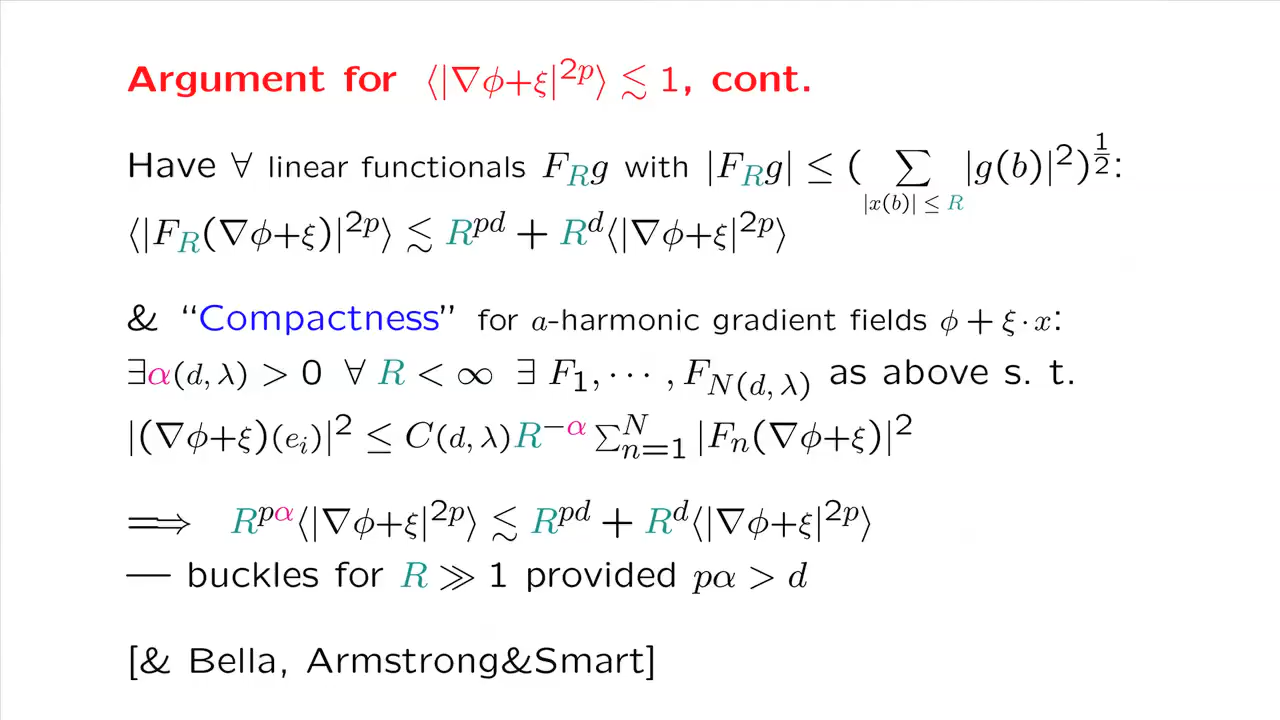 Argument for ⟨|∇ϕ+ξ|^{2p}⟩ ≲ 1, cont.
Have ∀ linear functionals F_R g with |F_R g| ≤ ( ∑_{|x(b)| ≤ R} |g(b)|^2)^{1/2}:
⟨|F_R(∇ϕ+ξ)|^{2p}⟩ ≲ R^{pd} + R^d⟨|∇ϕ+ξ|^{2p}⟩
& “Compactness” for a-harmonic gradient fields ϕ + ξ·x:
∃α(d, λ) > 0 ∀ R < ∞ ∃ F_1, ··· , F_{N(d, λ)} as above s. t.
|(∇ϕ+ξ)(e_i)|^2 ≤ C(d, λ)R^{−α} ∑_{n=1}^N |F_n(∇ϕ+ξ)|^2
⟹ R^{pα}⟨|∇ϕ+ξ|^{2p}⟩ ≲ R^{pd} + R^d⟨|∇ϕ+ξ|^{2p}⟩
— buckles for R ≫ 1 provided pα > d
[& Bella, Armstrong&Smart]